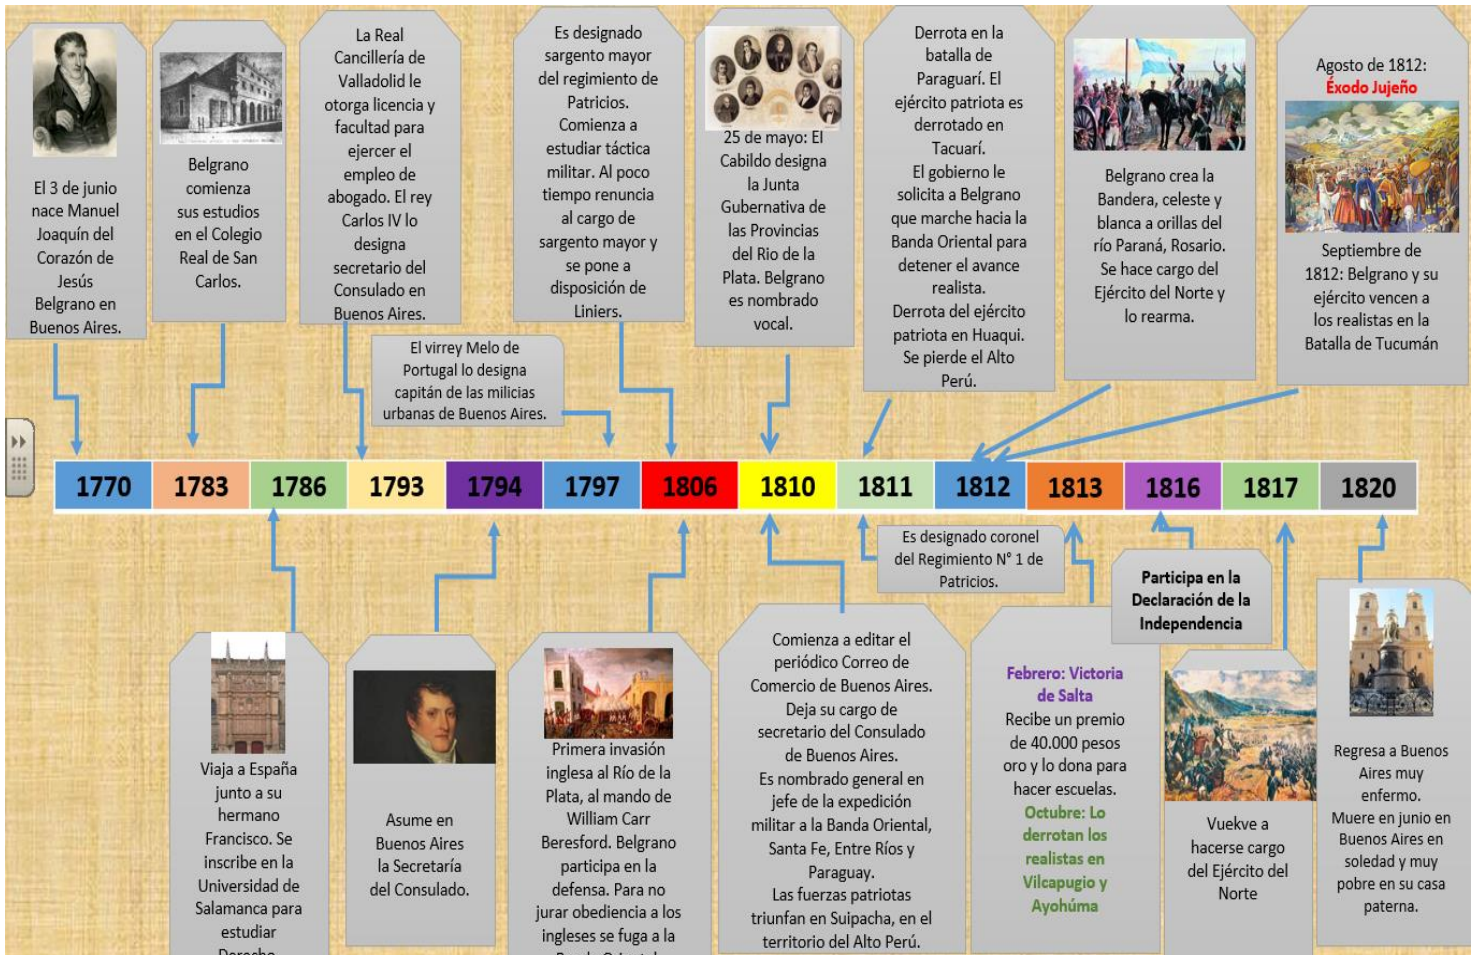 El 3 de junio
nace Manuel
Joaquín del
Corazón de
Jesús
Belgrano en
Buenos Aires.
Belgrano
comienza
sus estudios
en el Colegio
Real de San
Carlos.
La Real
Cancillería de
Valladolid le
otorga licencia y
facultad para
ejercer el
empleo de
abogado. El rey
Carlos IV lo
designa
secretario del
Consulado en
Buenos Aires.
El virrey Melo de
Portugal lo designa
capitán de las milicias
urbanas de Buenos Aires.
Es designado
sargento mayor
del regimiento de
Patricios.
Comienza a
estudiar táctica
militar. Al poco
tiempo renuncia
al cargo de
sargento mayor y
se pone a
disposición de
Liniers.
25 de mayo: El
Cabildo designa
la Junta
Gubernativa de
las Provincias
del Rio de la
Plata. Belgrano
es nombrado
vocal.
Derrota en la
batalla de
Paraguarí. El
ejército patriota es
derrotado en
Tacuarí.
El gobierno le
solicita a Belgrano
que marche hacia la
Banda Oriental para
detener el avance
realista.
Derrota del ejército
patriota en Huaqui.
Se pierde el Alto
Perú.
Belgrano crea la
Bandera, celeste y
blanca a orillas del
río Paraná, Rosario.
Se hace cargo del
Ejército del Norte y
lo rearma.
Agosto de 1812:
Éxodo Jujeño
Septiembre de
1812: Belgrano y su
ejército vencen a
los realistas en la
Batalla de Tucumán
1770 1783 1786 1793 1794 1797 1806 1810 1811 1812 1813 1816 1817 1820
Viaja a España
junto a su
hermano
Francisco. Se
inscribe en la
Universidad de
Salamanca para
estudiar
Derecho
Asume en
Buenos Aires
la Secretaría
del Consulado.
Primera invasión
inglesa al Río de la
Plata, al mando de
William Carr
Beresford. Belgrano
participa en la
defensa. Para no
jurar obediencia a los
ingleses se fuga a la
Banda Oriental
Comienza a editar el
periódico Correo de
Comercio de Buenos Aires.
Deja su cargo de
secretario del Consulado
de Buenos Aires.
Es nombrado general en
jefe de la expedición
militar a la Banda Oriental,
Santa Fe, Entre Ríos y
Paraguay.
Las fuerzas patriotas
triunfan en Suipacha, en el
territorio del Alto Perú.
Es designado coronel
del Regimiento N° 1 de
Patricios.
Febrero: Victoria
de Salta
Recibe un premio
de 40.000 pesos
oro y lo dona para
hacer escuelas.
Octubre: Lo
derrotan los
realistas en
Vilcapugio y
Ayohúma
Participa en la
Declaración de la
Independencia
Vuekve a
hacerse cargo
del Ejército del
Norte
Regresa a Buenos
Aires muy
enfermo.
Muere en junio en
Buenos Aires en
soledad y muy
pobre en su casa
paterna.